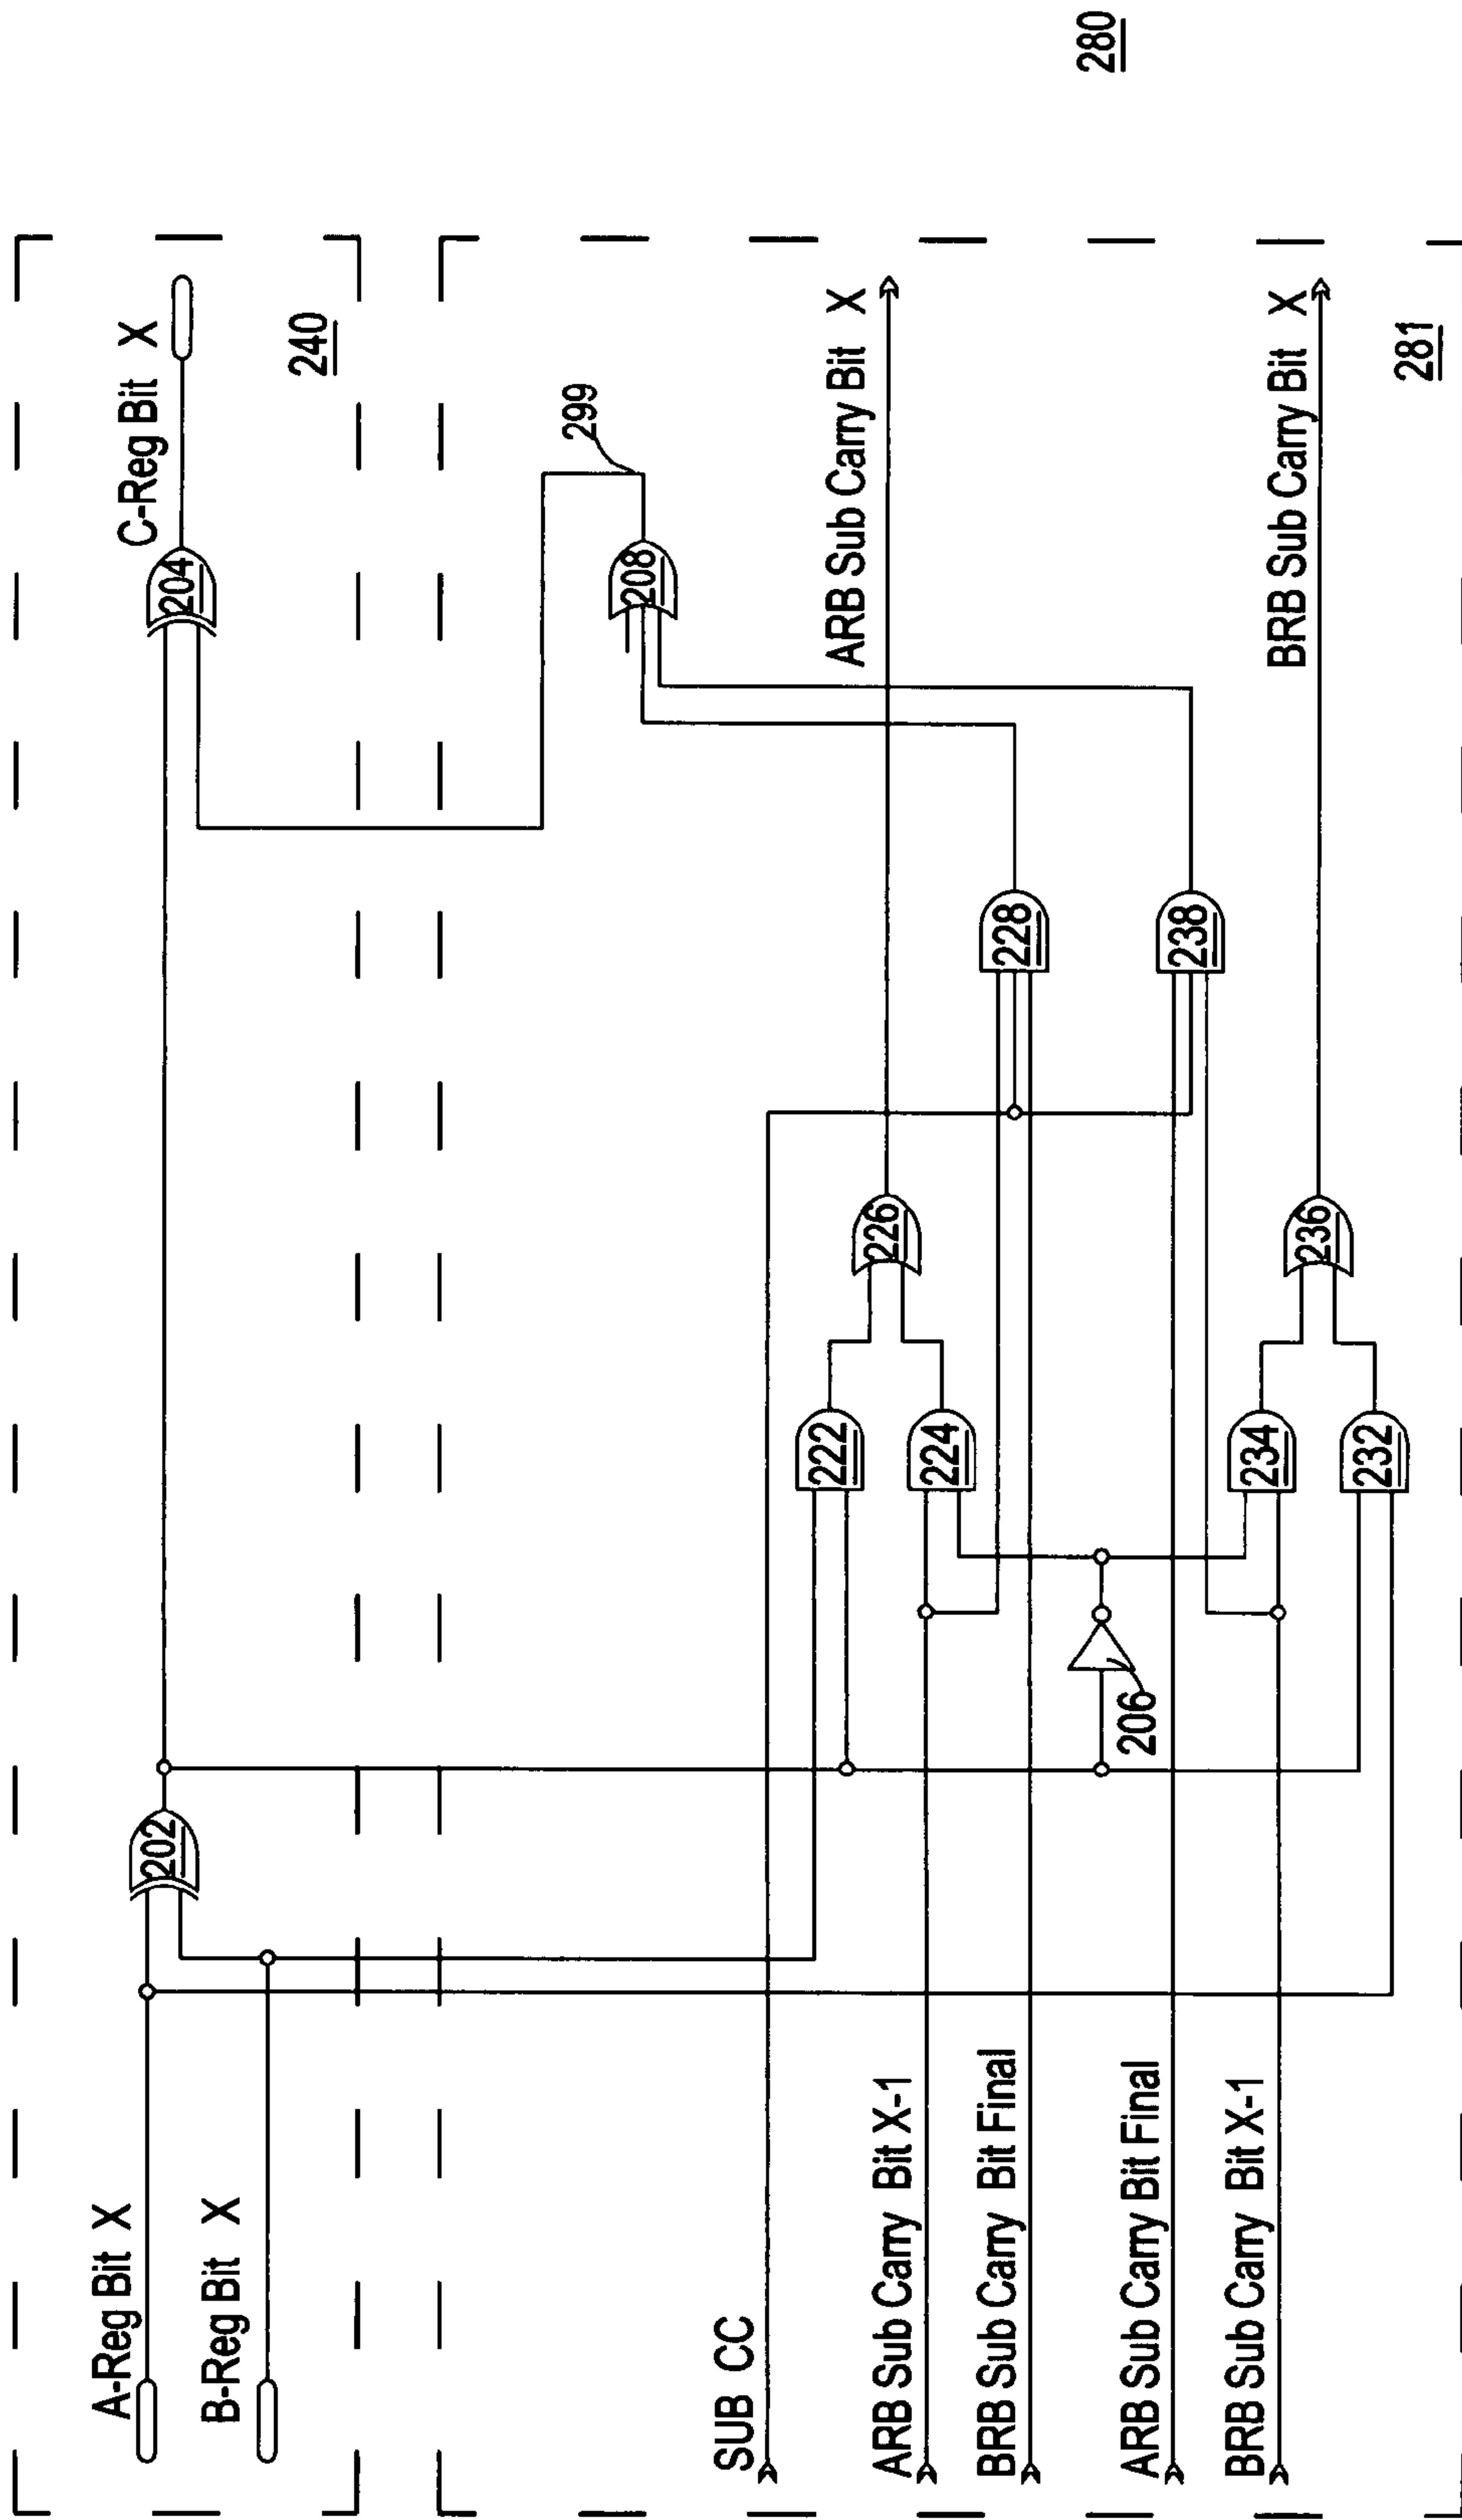 280
A-Reg Bit X
B-Reg Bit X
202
204
C-Reg Bit X
240
299
208
SUB CC
ARB Sub Carry Bit X-1
BRB Sub Carry Bit Final
ARB Sub Carry Bit Final
BRB Sub Carry Bit X-1
206
222
224
234
232
226
236
228
238
ARB Sub Carry Bit X
BRB Sub Carry Bit X
281